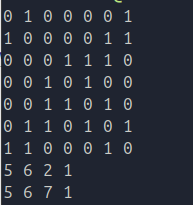 0 1 0 0 0 0 1
1 0 0 0 0 1 1
0 0 0 1 1 1 0
0 0 1 0 1 0 0
0 0 1 1 0 1 0
0 1 1 0 1 0 1
1 1 0 0 0 1 0
5 6 2 1
5 6 7 1